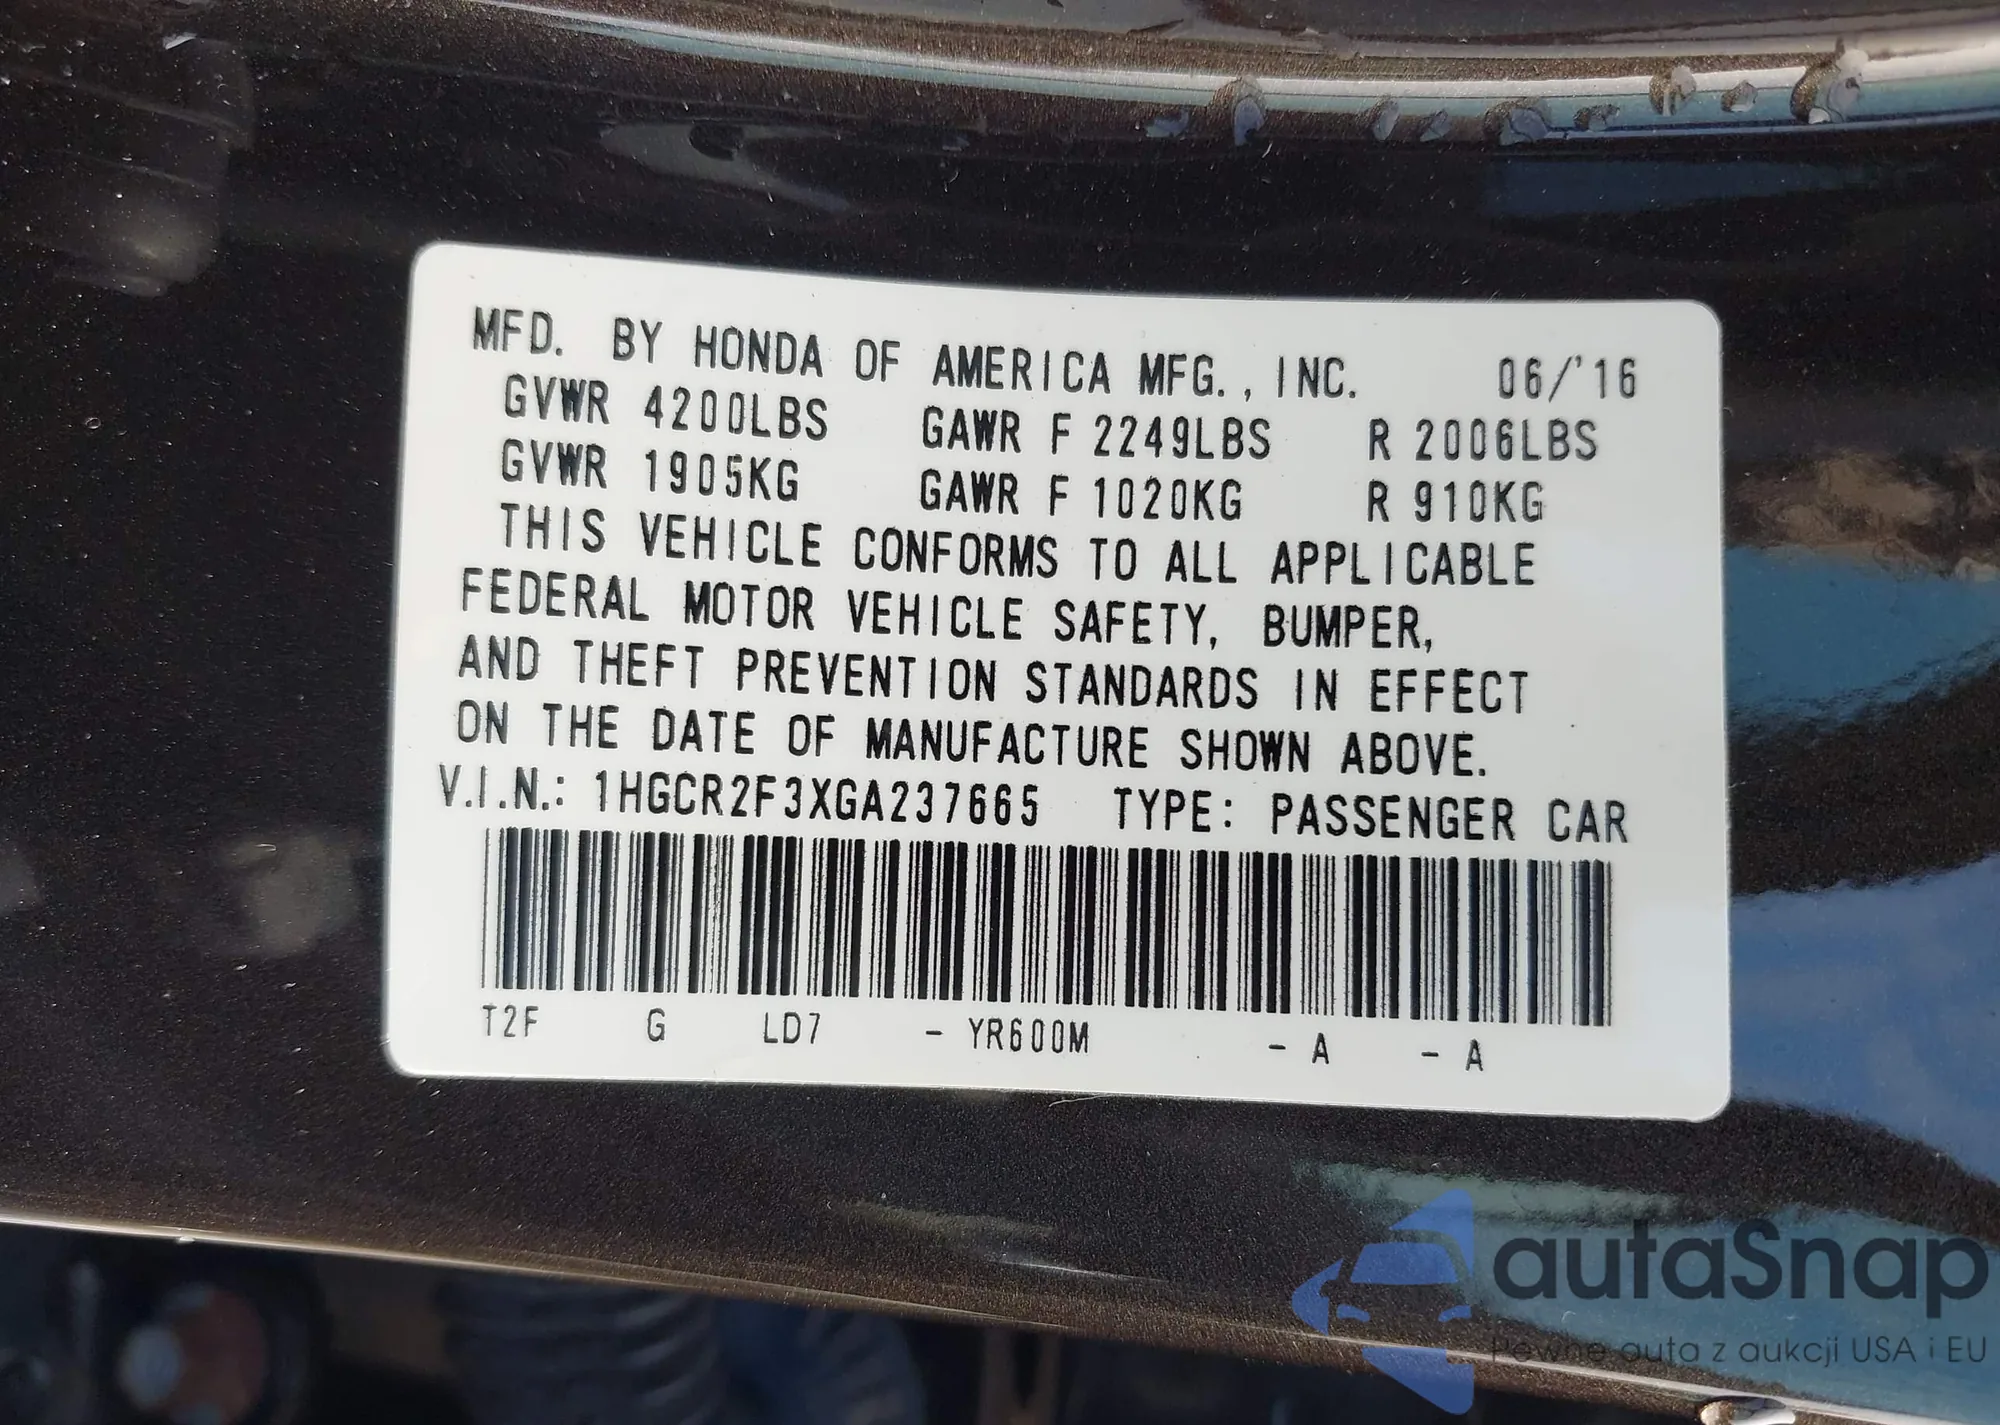 MFD. BY HONDA OF AMERICA MFG., INC. 06/'16
GVWR 4200LBS GAWR F 2249LBS R 2006LBS
GVWR 1905KG GAWR F 1020KG R 910KG
THIS VEHICLE CONFORMS TO ALL APPLICABLE
FEDERAL MOTOR VEHICLE SAFETY, BUMPER,
AND THEFT PREVENTION STANDARDS IN EFFECT
ON THE DATE OF MANUFACTURE SHOWN ABOVE.
V.I.N.: 1HGCR2F3XGA237665 TYPE: PASSENGER CAR
T2F G LD7 - YR600M - A - A
autaSnap
Pewne auta z aukcji USA i EU